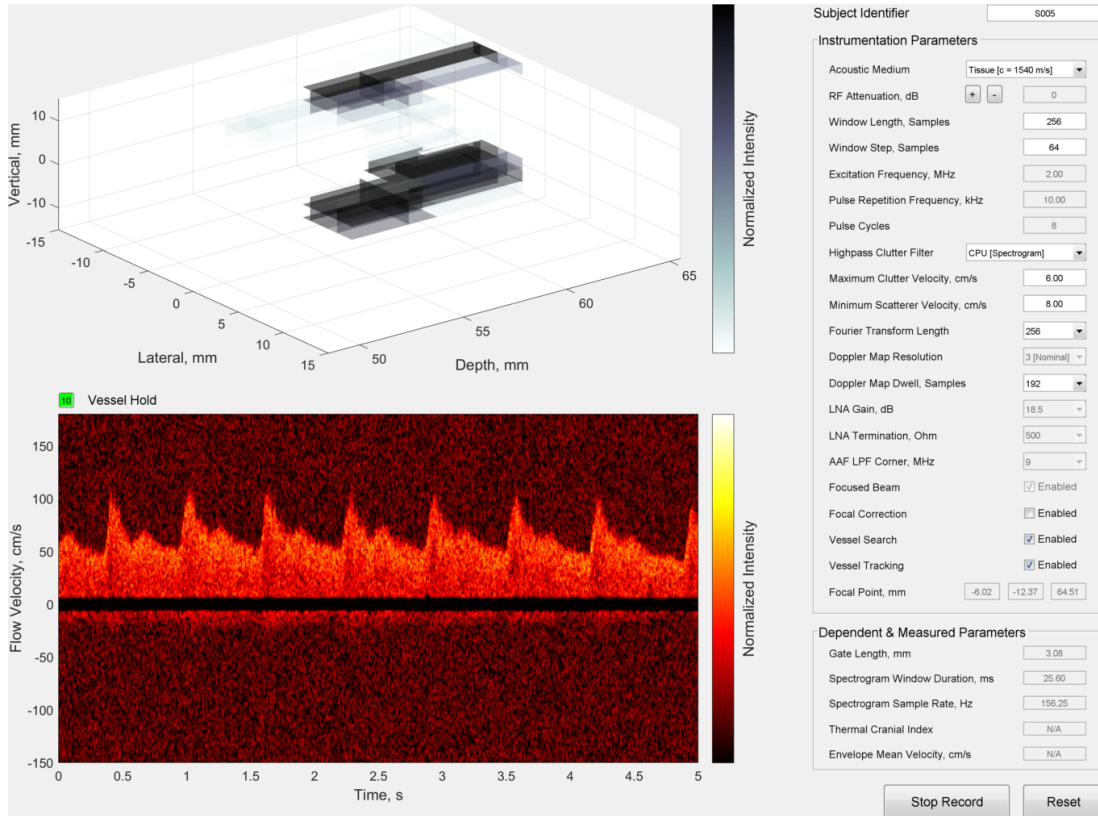 Subject Identifier S005
Instrumentation Parameters
Acoustic Medium Tissue [c = 1540 m/s]
RF Attenuation, dB + - 0
Window Length, Samples 256
Window Step, Samples 64
Excitation Frequency, MHz 2.00
Pulse Repetition Frequency, kHz 10.00
Pulse Cycles 8
Highpass Clutter Filter CPU [Spectrogram]
Maximum Clutter Velocity, cm/s 6.00
Minimum Scatterer Velocity, cm/s 8.00
Fourier Transform Length 256
Doppler Map Resolution 3 [Nominal]
Doppler Map Dwell, Samples 192
LNA Gain, dB 18.5
LNA Termination, Ohm 500
AAF LPF Corner, MHz 9
Focused Beam Enabled
Focal Correction Enabled
Vessel Search Enabled
Vessel Tracking Enabled
Focal Point, mm -6.02 -12.37 64.51
Dependent & Measured Parameters
Gate Length, mm 3.08
Spectrogram Window Duration, ms 25.60
Spectrogram Sample Rate, Hz 156.25
Thermal Cranial Index N/A
Envelope Mean Velocity, cm/s N/A
Stop Record Reset
Vertical, mm
10
0
-10
-15
-10
-5
0
5
10
15
Lateral, mm
50
55
60
65
Depth, mm
Normalized Intensity
10 Vessel Hold
Flow Velocity, cm/s
150
100
50
0
-50
-100
-150
0 0.5 1 1.5 2 2.5 3 3.5 4 4.5 5
Time, s
Normalized Intensity